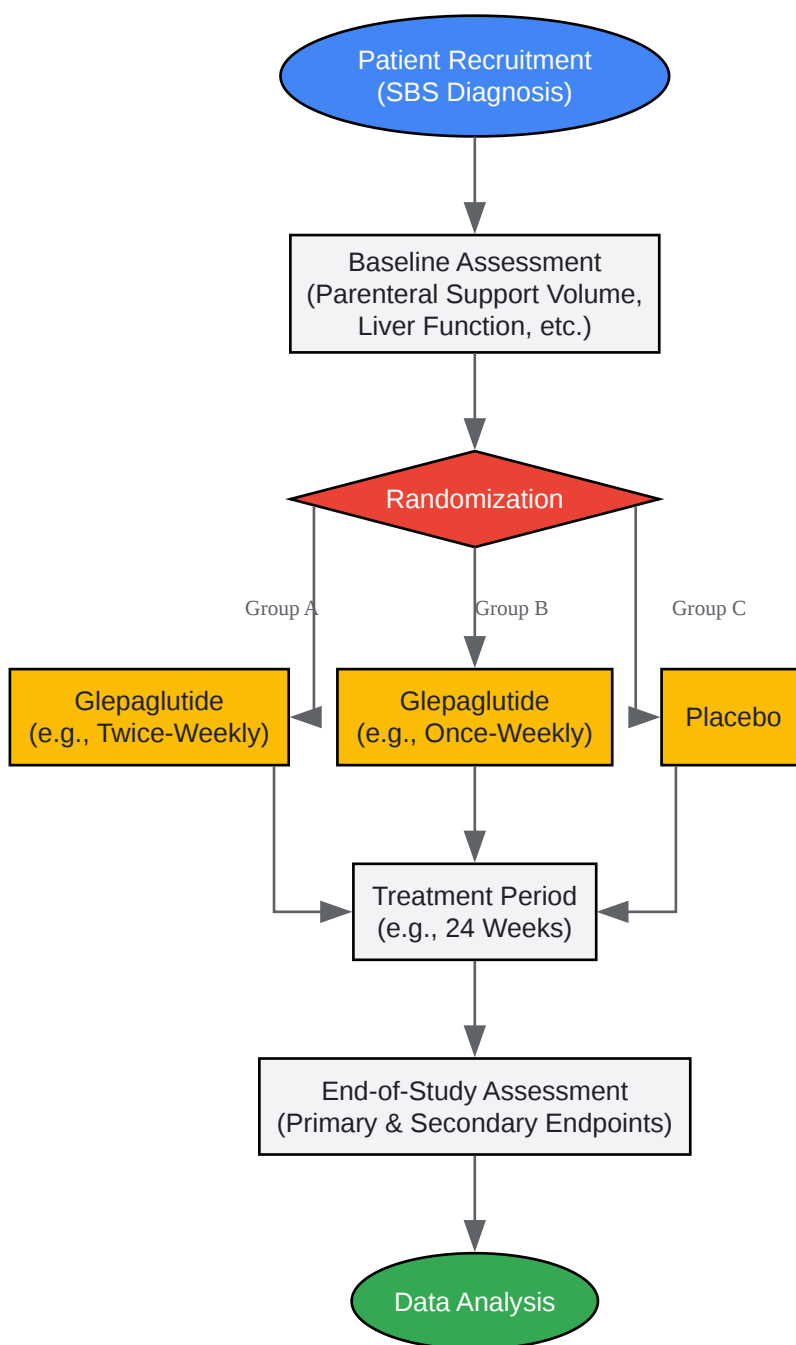 Patient Recruitment
(SBS Diagnosis)
Baseline Assessment
(Parenteral Support Volume,
Liver Function, etc.)
Randomization
Group A
Group B
Group C
Glepaglutide
(e.g., Twice-Weekly)
Glepaglutide
(e.g., Once-Weekly)
Placebo
Treatment Period
(e.g., 24 Weeks)
End-of-Study Assessment
(Primary & Secondary Endpoints)
Data Analysis